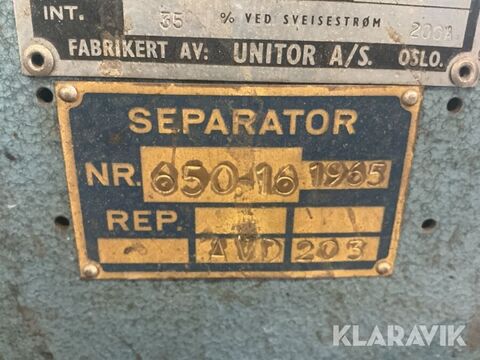 INT. 35 % VED SVEISESTRØM 200A
FABRIKERT AV: UNITOR A/S. OSLO.
SEPARATOR
NR. 650-16 1965
REP.
AVD 203
KLARAVIK